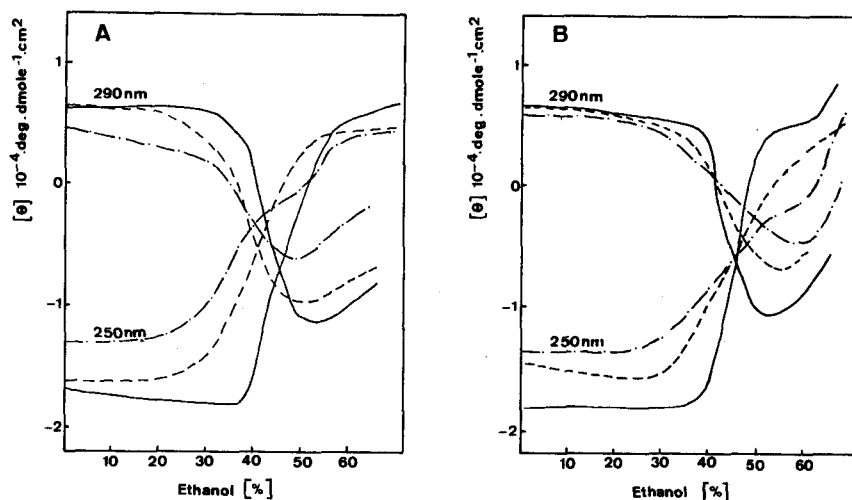 A
290nm
250nm
[θ] 10⁻⁴.deg.dmole⁻¹.cm²
1
0
−1
−2
10 20 30 40 50 60
Ethanol [%]
B
290nm
250nm
[θ] 10⁻⁴.deg.dmole⁻¹.cm²
1
0
−1
−2
10 20 30 40 50 60
Ethanol [%]